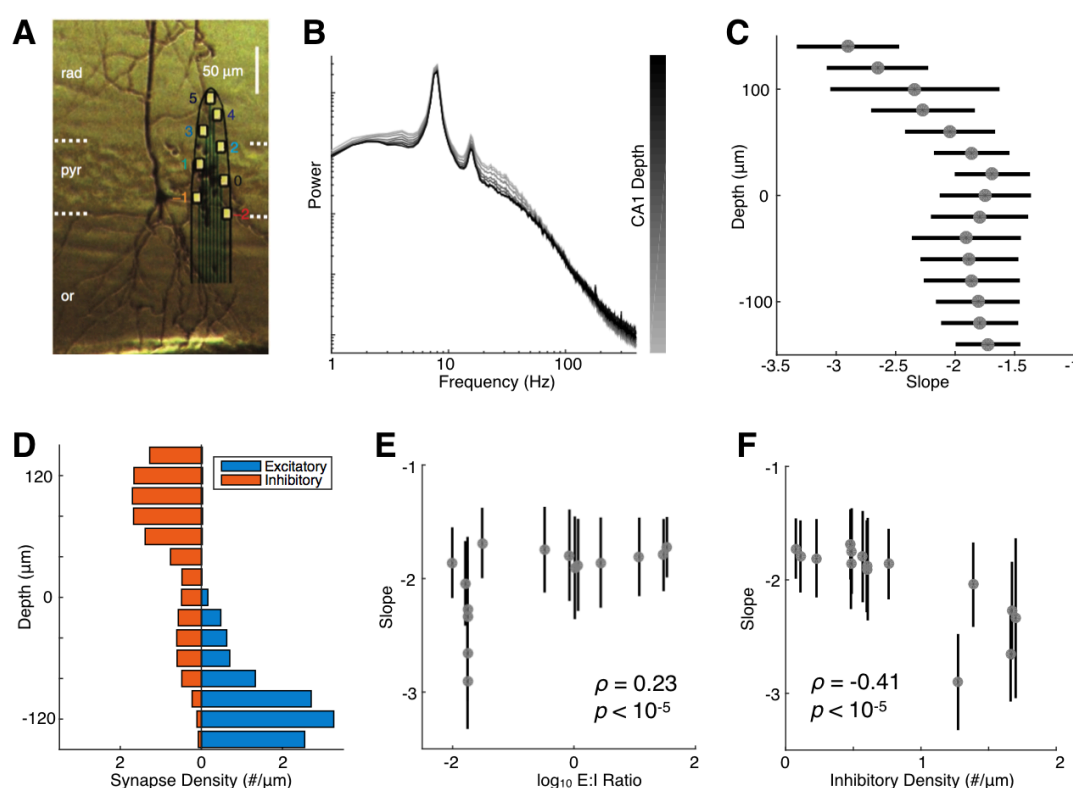 A
rad
50 μm
5
4
3
2
pyr
1
0
-1
-2
or
B
Power
CA1 Depth
1
10
100
Frequency (Hz)
C
100
0
-100
Depth (μm)
-3.5
-3
-2.5
-2
-1.5
-1
Slope
D
Excitatory
Inhibitory
120
0
-120
Depth (μm)
2
0
2
Synapse Density (#/μm)
E
-1
-2
-3
Slope
ρ = 0.23
p < 10⁻⁵
-2
0
2
log₁₀ E:I Ratio
F
-1
-2
-3
Slope
ρ = -0.41
p < 10⁻⁵
0
1
2
Inhibitory Density (#/μm)